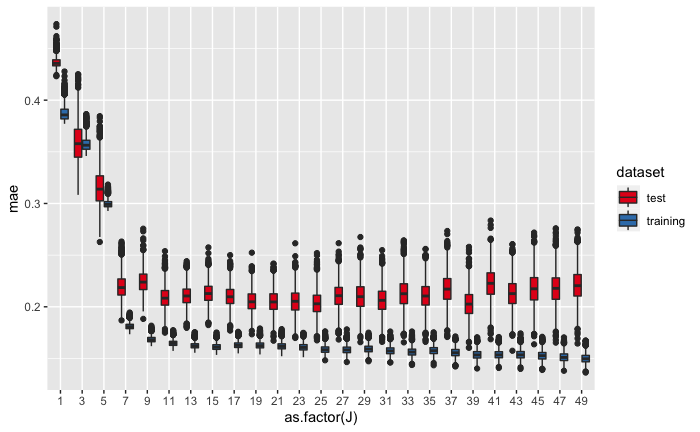 mae
0.4
0.3
0.2
1 3 5 7 9 11 13 15 17 19 21 23 25 27 29 31 33 35 37 39 41 43 45 47 49
as.factor(J)
dataset
test
training